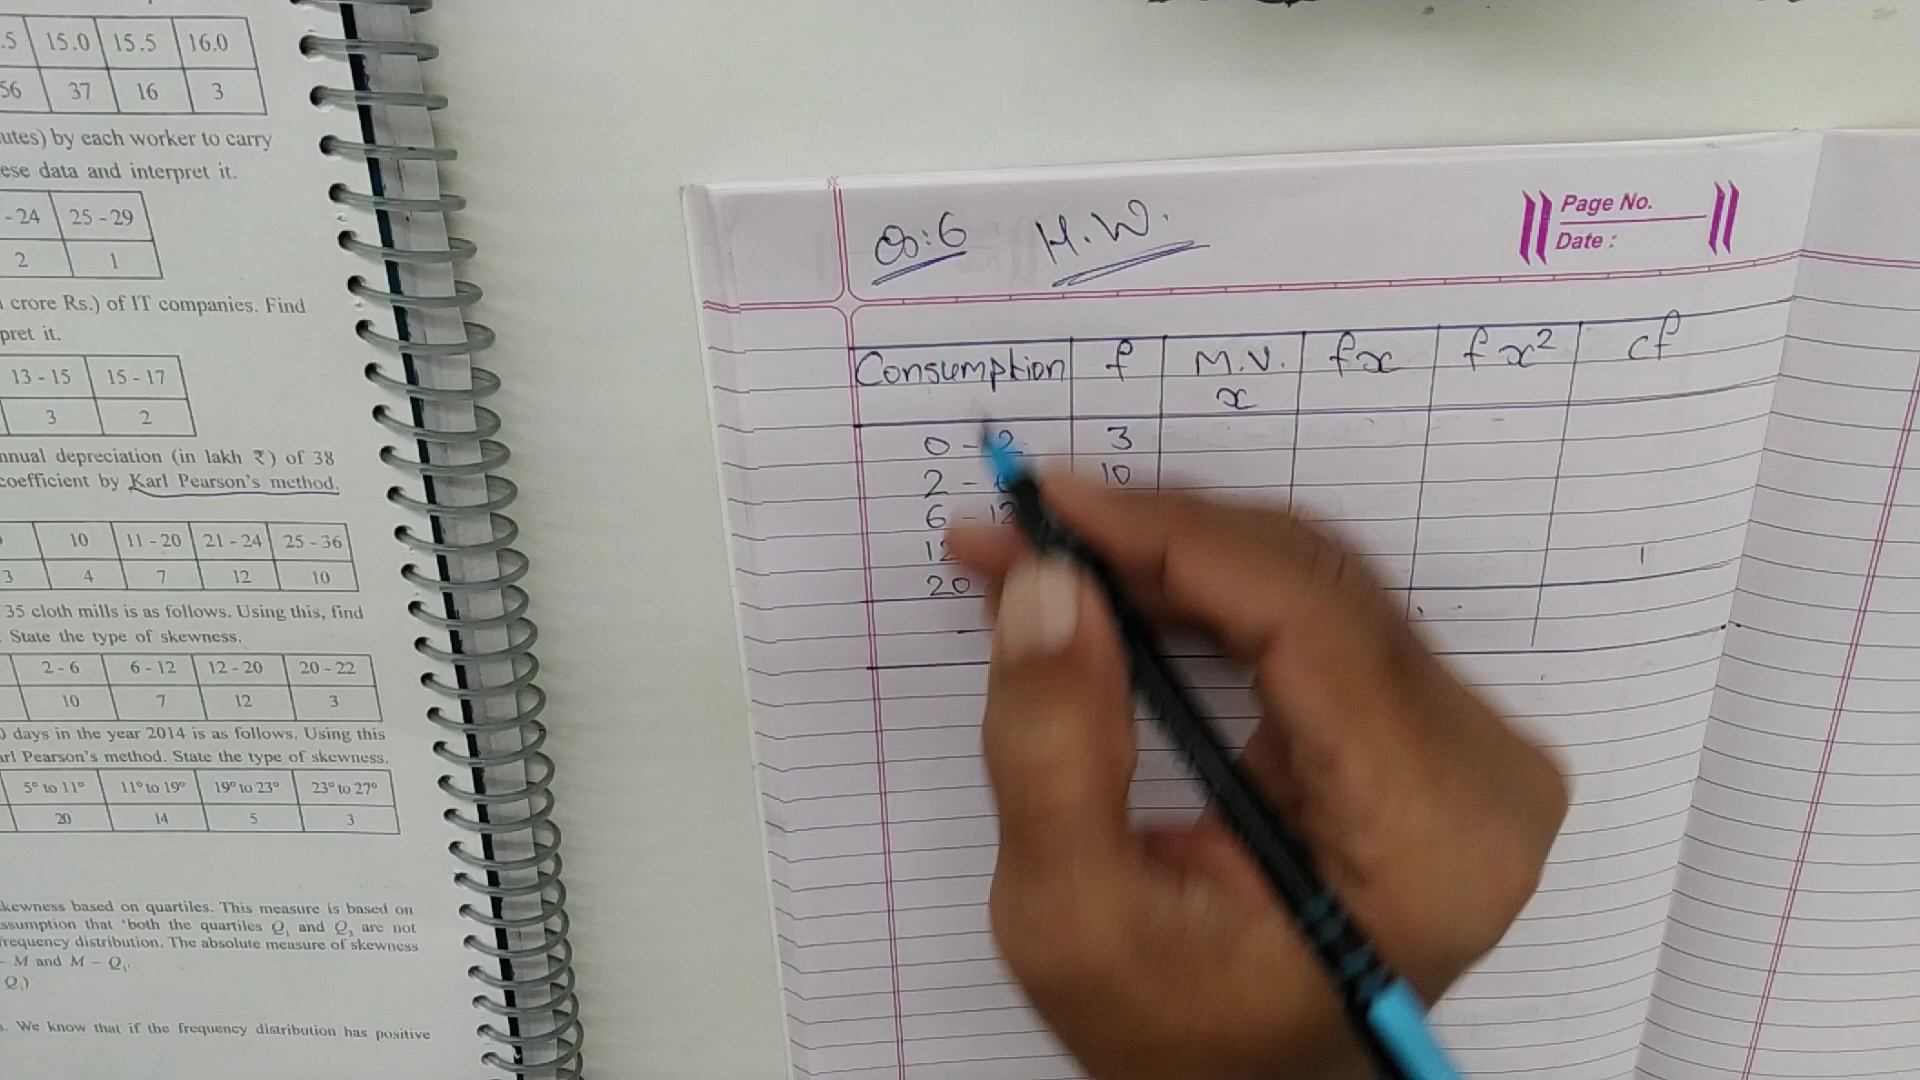 .5 15.0 15.5 16.0
56 37 16 3
utes) by each worker to carry
ese data and interpret it.
- 24 25 - 29
2 1
crore Rs.) of IT companies. Find
pret it.
13 - 15 15 - 17
3 2
nnual depreciation (in lakh ₹) of 38
coefficient by Karl Pearson's method.
10 11 - 20 21 - 24 25 - 36
3 4 7 12 10
35 cloth mills is as follows. Using this, find
. State the type of skewness.
2 - 6 6 - 12 12 - 20 20 - 22
10 7 12 3
0 days in the year 2014 is as follows. Using this
arl Pearson's method. State the type of skewness.
5° to 11° 11° to 19° 19° to 23° 23° to 27°
20 14 5 3
kewness based on quartiles. This measure is based on
ssumption that 'both the quartiles Q₁ and Q₃ are not
frequency distribution. The absolute measure of skewness
- M and M - Q₁.
Q₁)
s. We know that if the frequency distribution has positive
Q:6 H.W.
Page No.
Date :
Consumption f M.V. x fx fx² cf
0 - 2 3
2 - 10
6 - 12
12
20